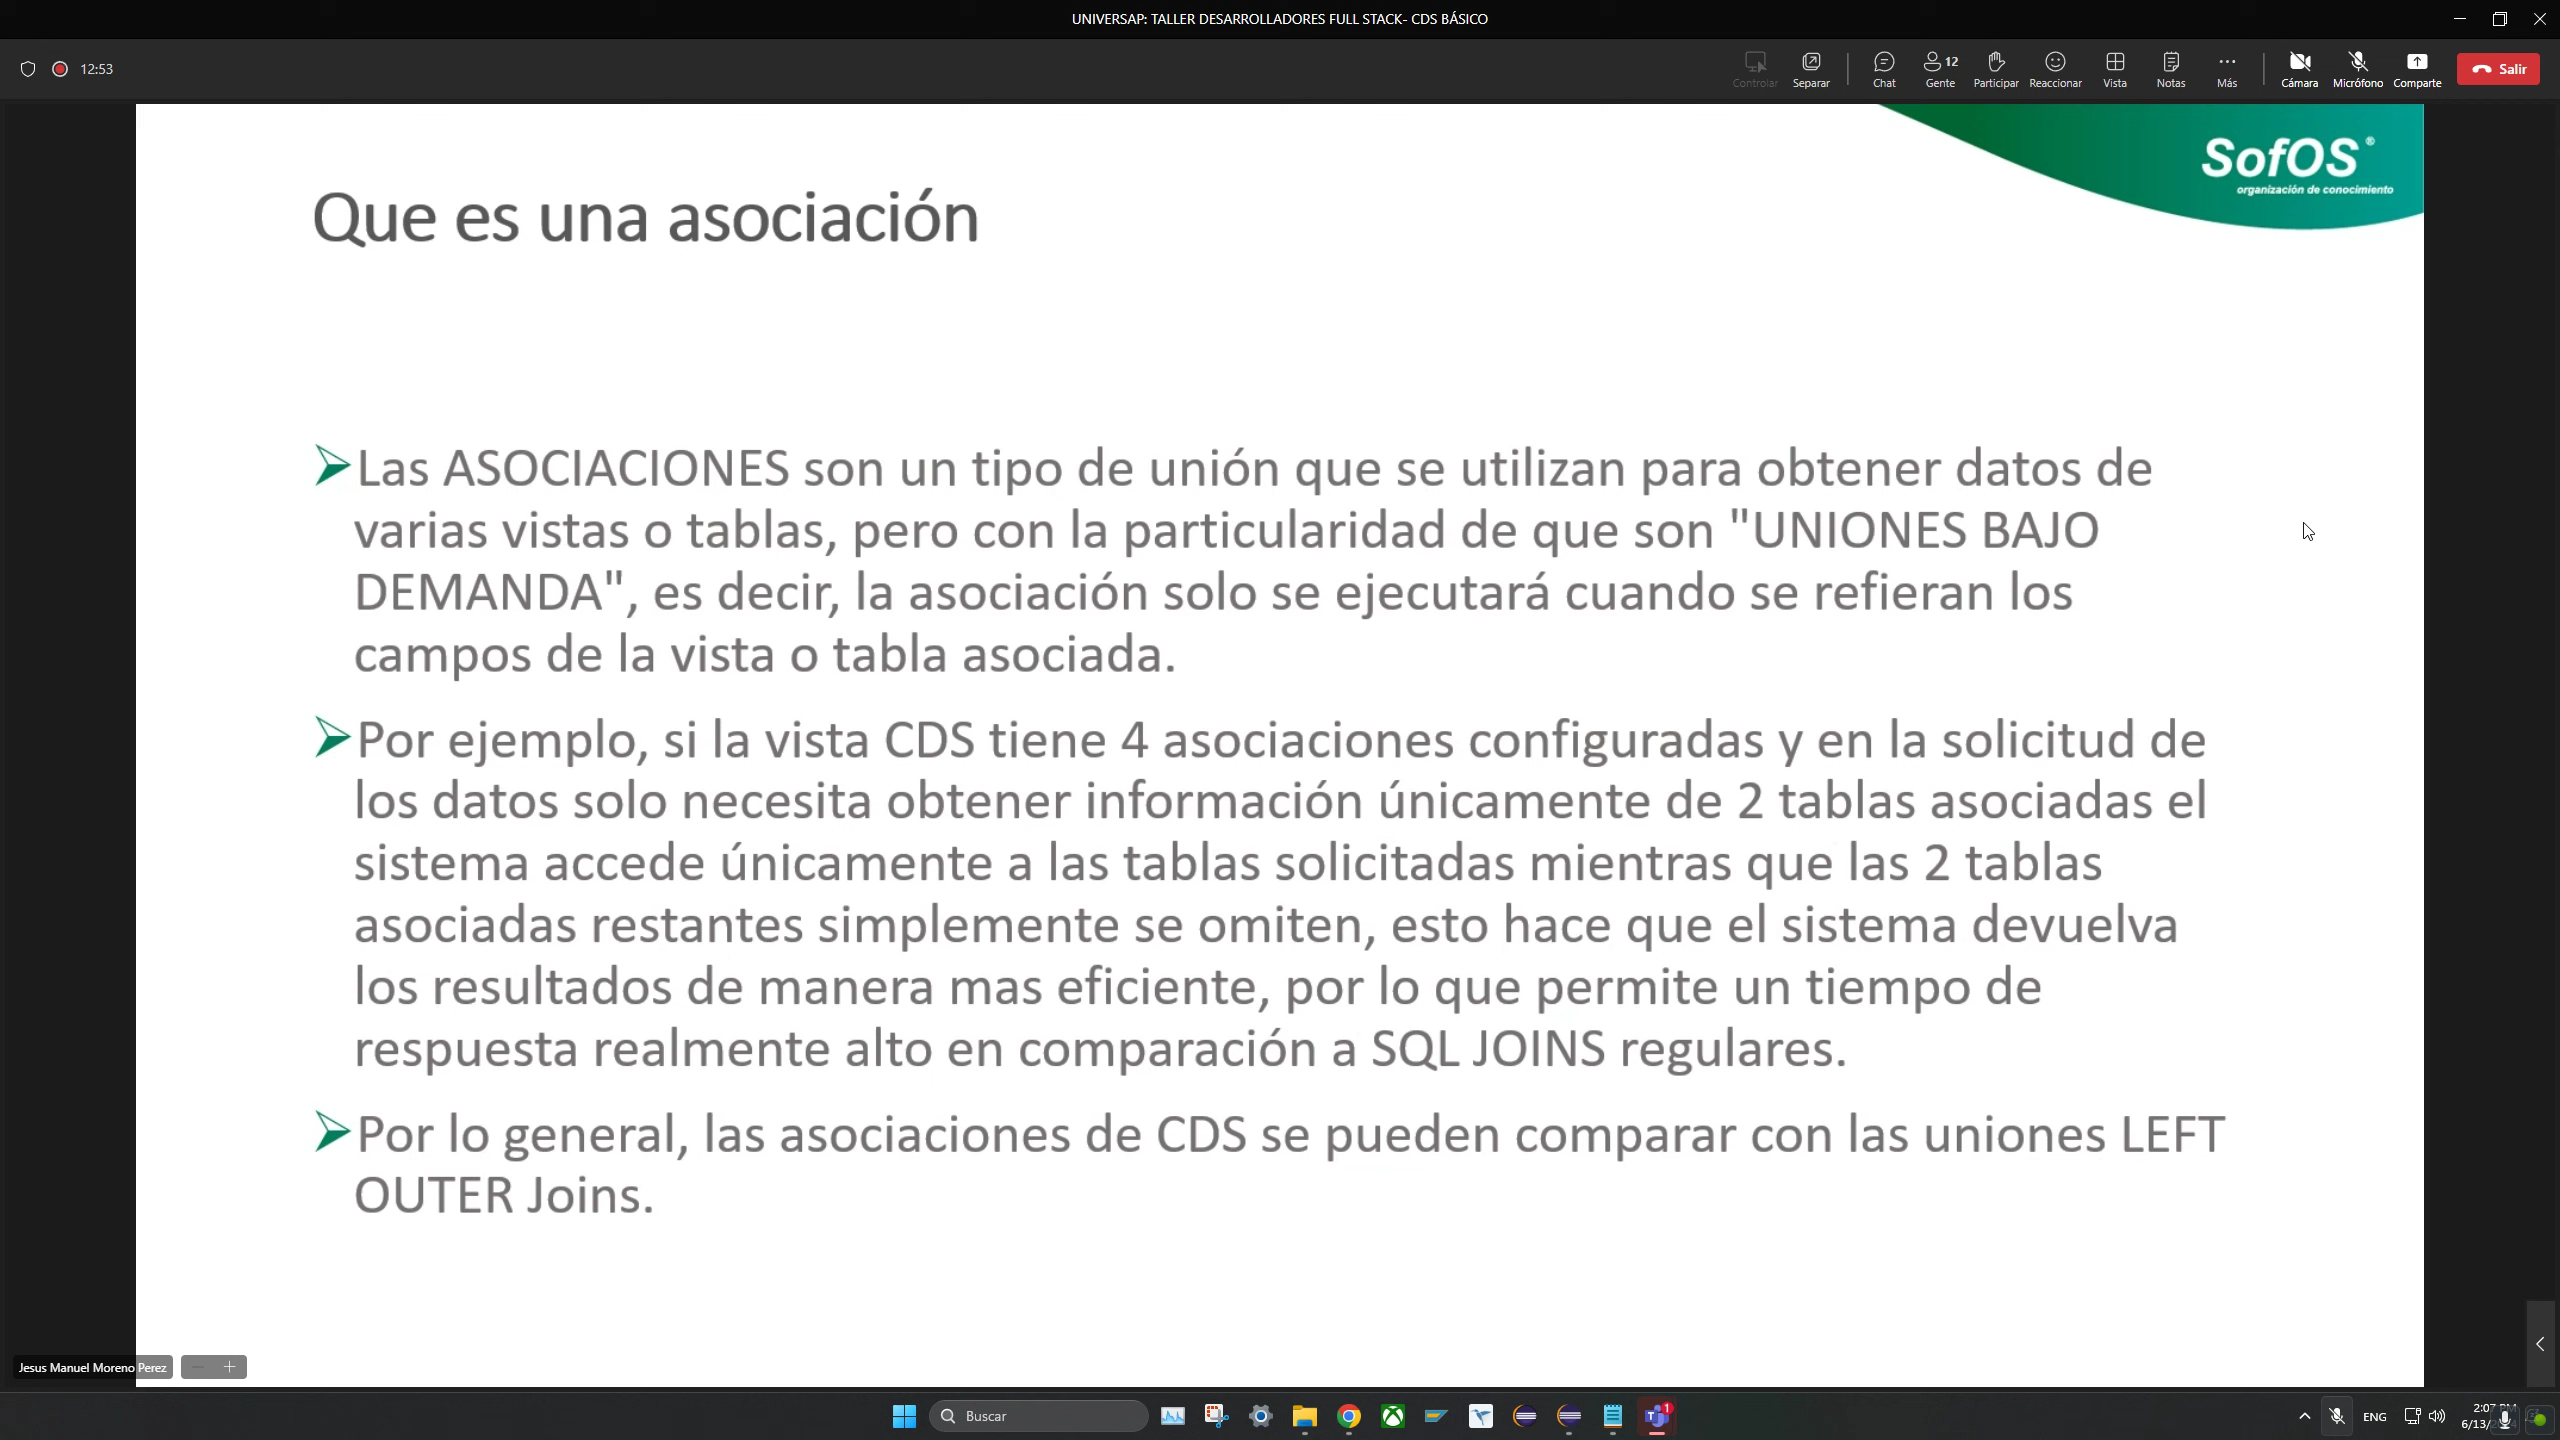 UNIVERSAP: TALLER DESARROLLADORES FULL STACK- CDS BÁSICO
12:53
Controlar
Separar
Chat
12
Gente
Participar
Reaccionar
Vista
Notas
Más
Cámara
Micrófono
Comparte
Salir
SofOS®
organización de conocimiento
Que es una asociación
Las ASOCIACIONES son un tipo de unión que se utilizan para obtener datos de
varias vistas o tablas, pero con la particularidad de que son "UNIONES BAJO
DEMANDA", es decir, la asociación solo se ejecutará cuando se refieran los
campos de la vista o tabla asociada.
Por ejemplo, si la vista CDS tiene 4 asociaciones configuradas y en la solicitud de
los datos solo necesita obtener información únicamente de 2 tablas asociadas el
sistema accede únicamente a las tablas solicitadas mientras que las 2 tablas
asociadas restantes simplemente se omiten, esto hace que el sistema devuelva
los resultados de manera mas eficiente, por lo que permite un tiempo de
respuesta realmente alto en comparación a SQL JOINS regulares.
Por lo general, las asociaciones de CDS se pueden comparar con las uniones LEFT
OUTER Joins.
Jesus Manuel Moreno Perez
Buscar
1
ENG
2:07
6/13/